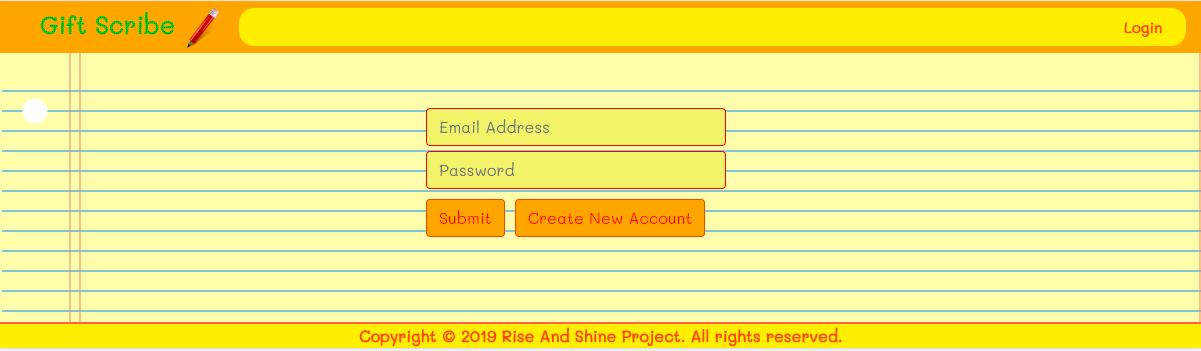 Gift Scribe
Login
Email Address
Password
Submit
Create New Account
Copyright © 2019 Rise And Shine Project. All rights reserved.